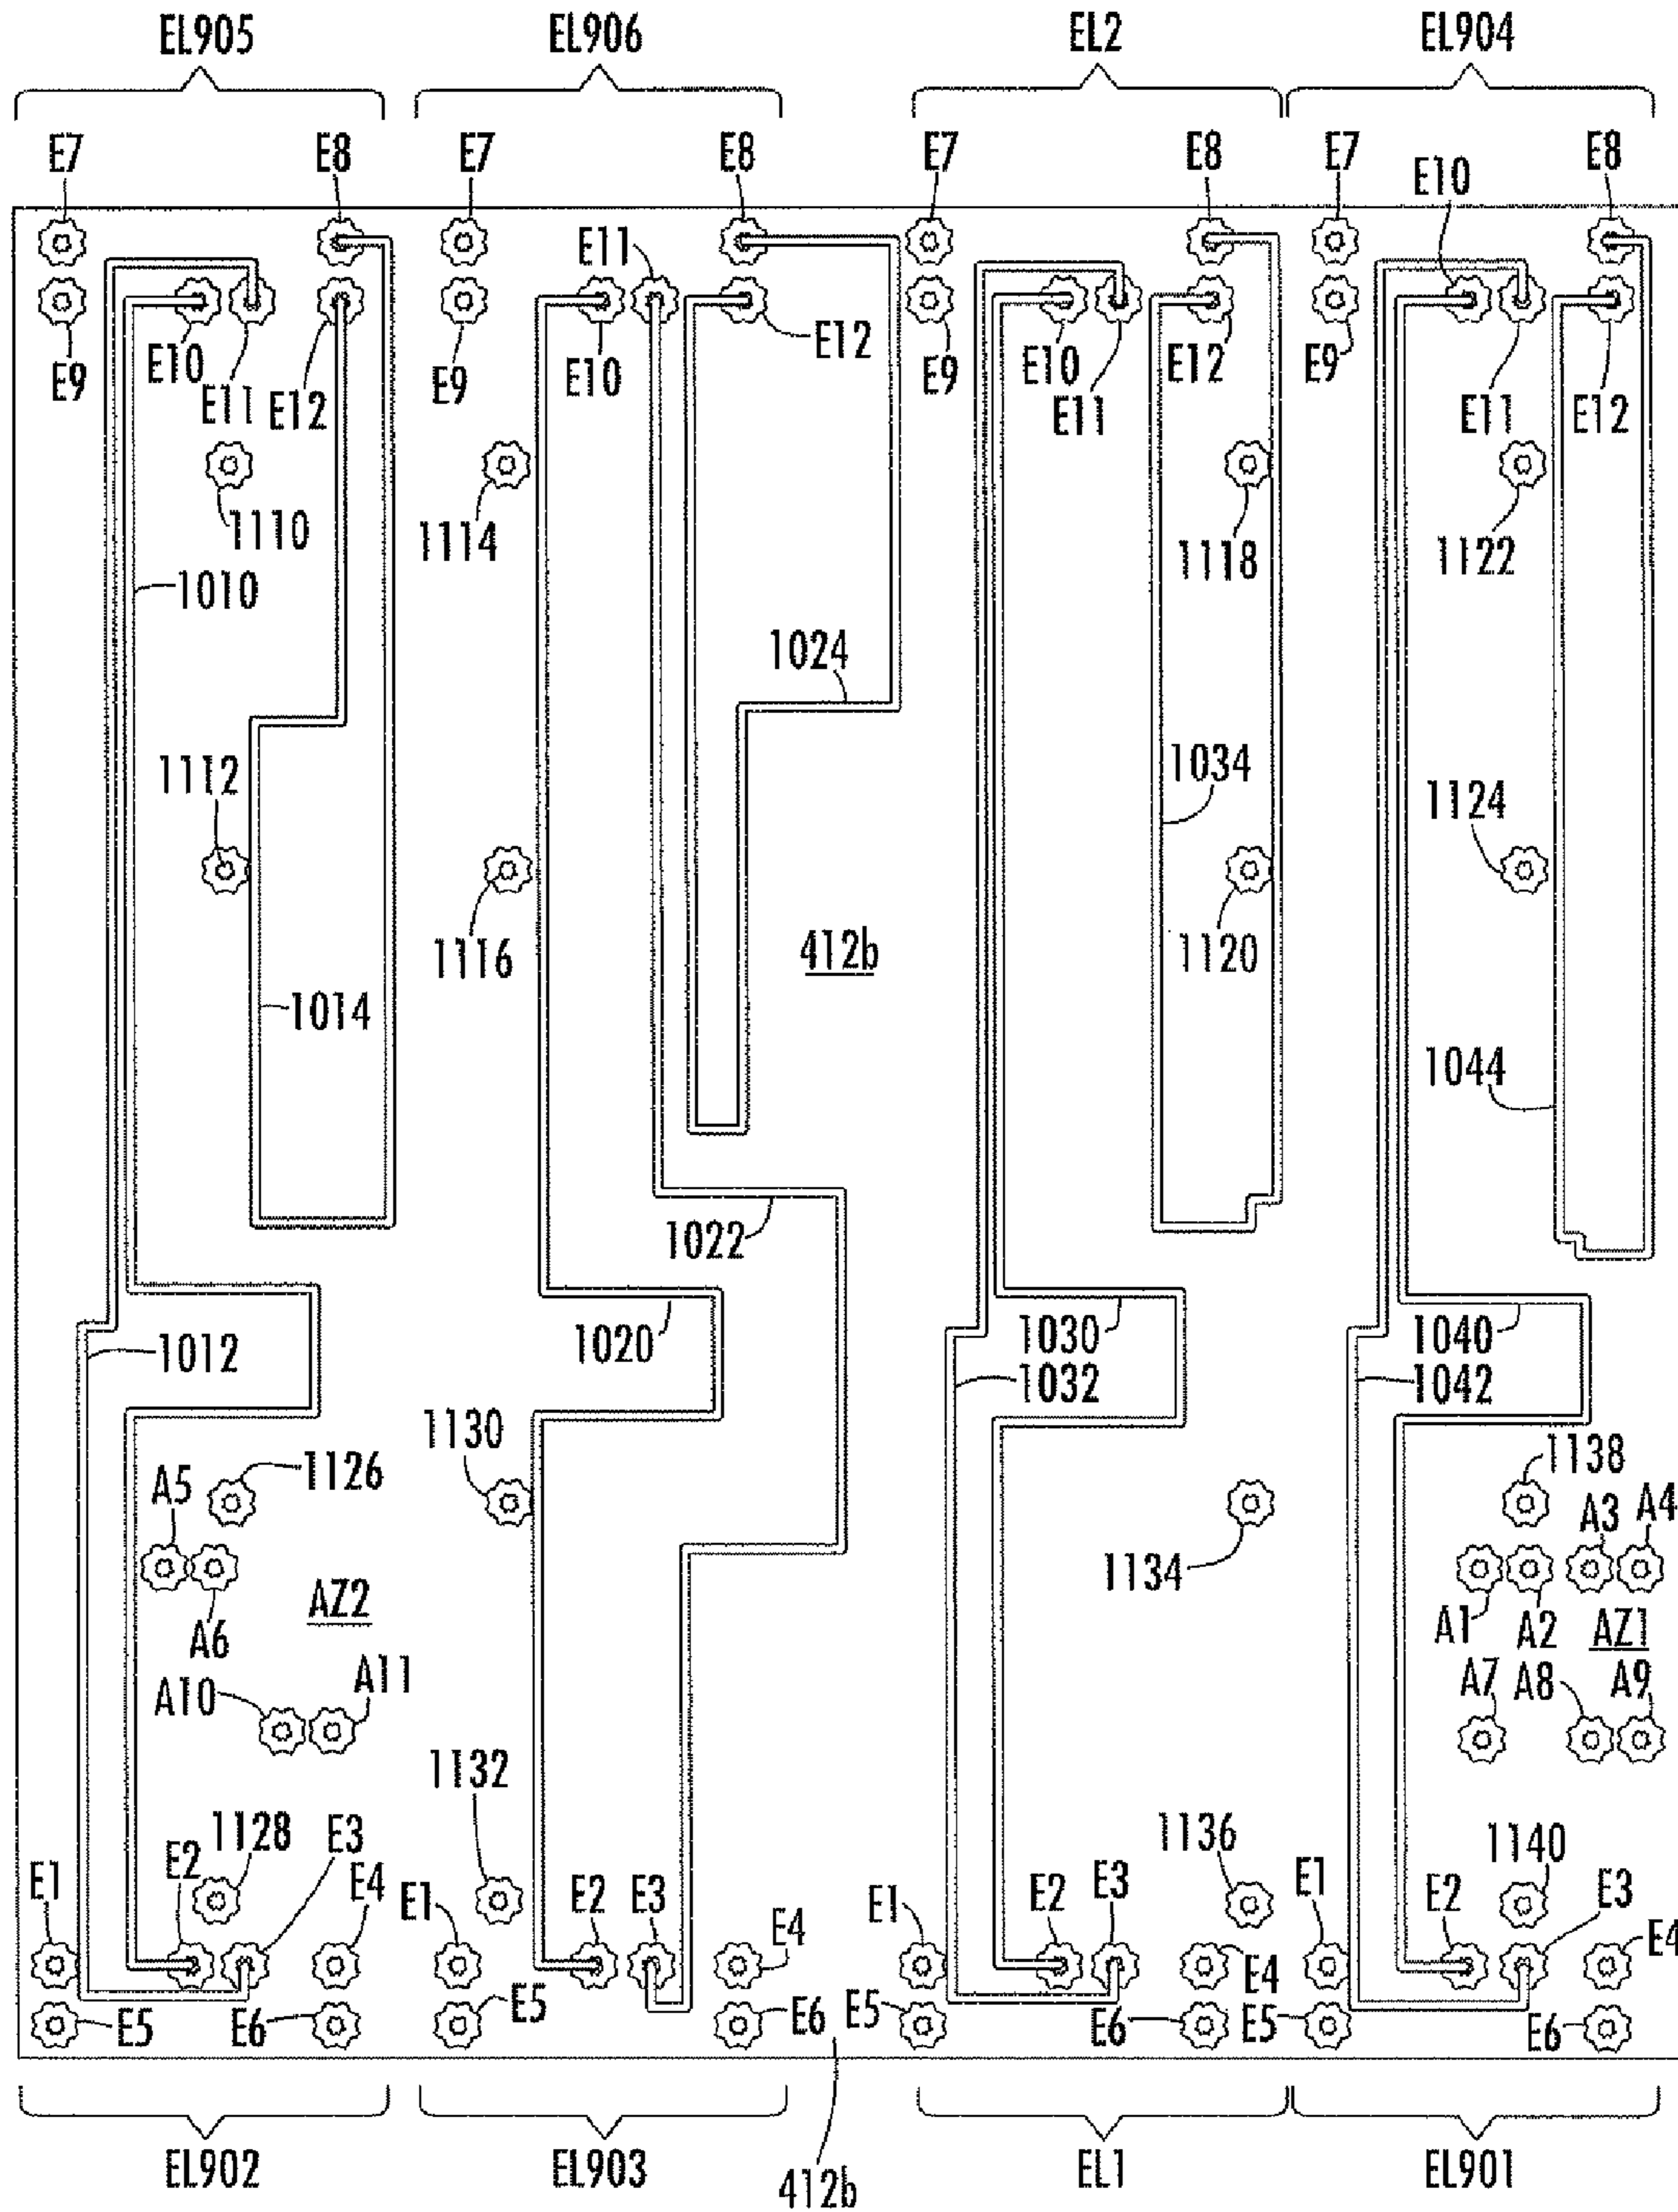 EL905 EL906 EL2 EL904
E7 E8 E7 E8 E7 E8 E7 E10 E8
E11
E9 E10 E11 E12 E9 E10 E12 E9 E10 E11 E12 E9 E11 E12
1110 1114 1118 1122
1010
1024
1112 1034 1124
1116 412b 1120
1014 1044
1022
1012 1020 1030 1040
1032 1042
1126 1130 1138
A5 A3 A4
AZ2 1134
A6 A1 A2 AZ1
A10 A11 A7 A8 A9
1132
1128 E3 1136 1140
E1 E2 E4 E1 E2 E3 E4 E1 E2 E3 E4 E1 E2 E3 E4
E5 E6 E5 E6 E5 E6 E5 E6
EL902 EL903 412b EL1 EL901